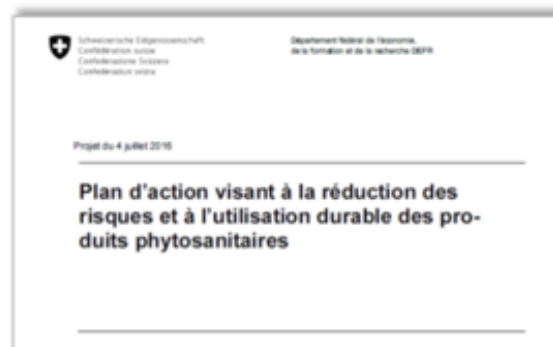 Schweizerische Eidgenossenschaft
Confédération suisse
Confederazione Svizzera
Confederaziun svizra
Département fédéral de l'économie,
de la formation et de la recherche DEFR
Projet du 4 juillet 2016
Plan d'action visant à la réduction des
risques et à l'utilisation durable des pro-
duits phytosanitaires